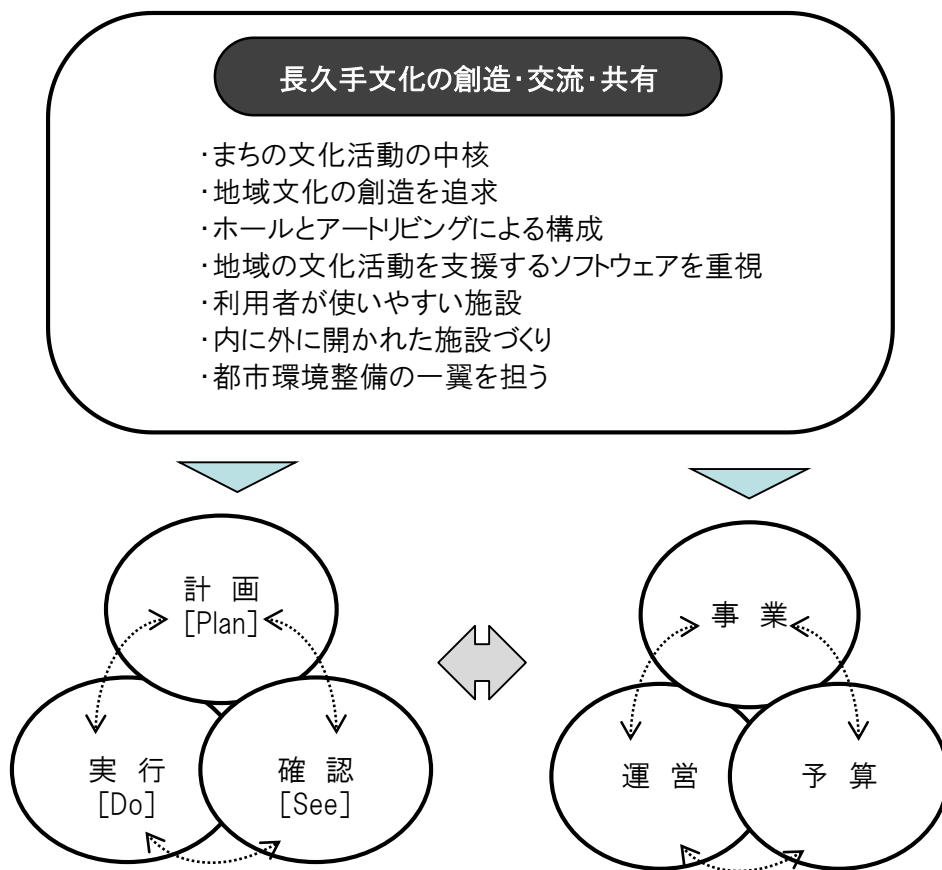 長久手文化の創造・交流・共有
・まちの文化活動の中核
・地域文化の創造を追求
・ホールとアートリビングによる構成
・地域の文化活動を支援するソフトウェアを重視
・利用者が使いやすい施設
・内に外に開かれた施設づくり
・都市環境整備の一翼を担う
計 画
[Plan]
実 行
[Do]
確 認
[See]
事 業
運 営
予 算